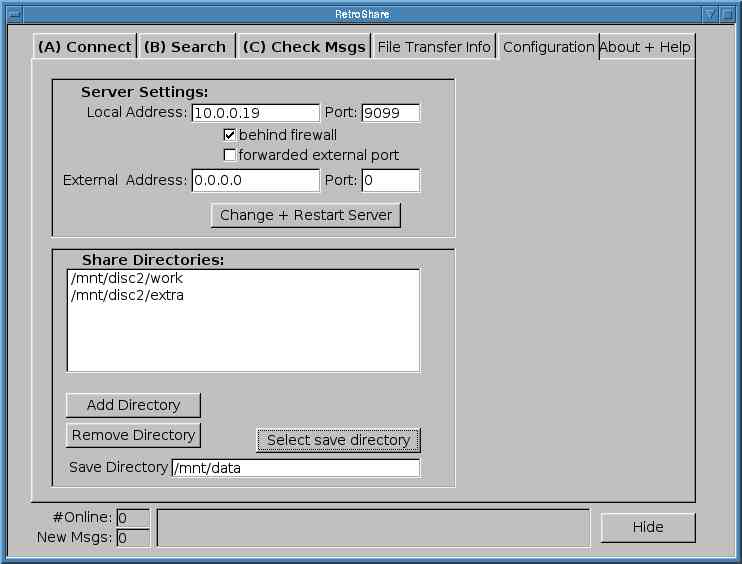 RetroShare
(A) Connect (B) Search (C) Check Msgs File Transfer Info Configuration About + Help
Server Settings:
Local Address: 10.0.0.19 Port: 9099
behind firewall
forwarded external port
External Address: 0.0.0.0 Port: 0
Change + Restart Server
Share Directories:
/mnt/disc2/work
/mnt/disc2/extra
Add Directory
Remove Directory
Select save directory
Save Directory /mnt/data
#Online: 0
New Msgs: 0
Hide